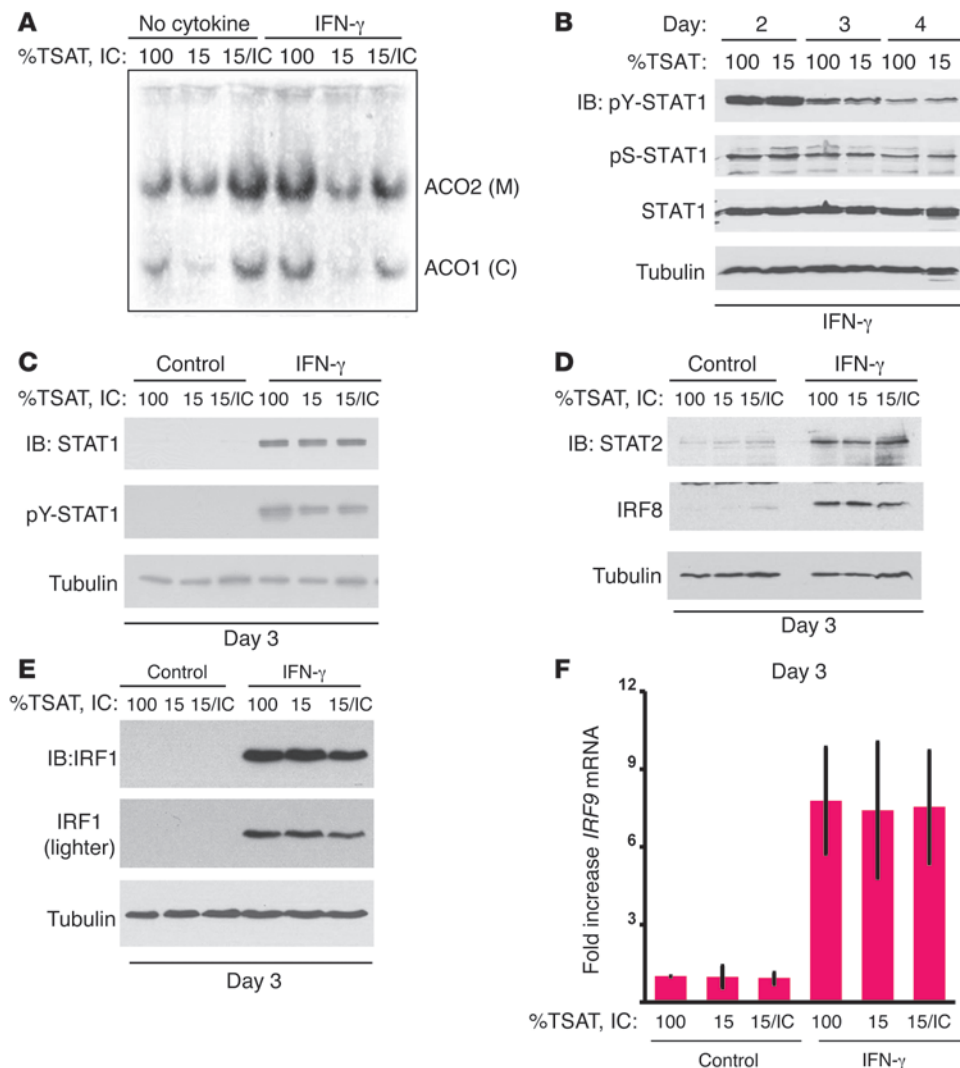 A
No cytokine IFN-γ
%TSAT, IC: 100 15 15/IC 100 15 15/IC
ACO2 (M)
ACO1 (C)
B
Day: 2 3 4
%TSAT: 100 15 100 15 100 15
IB: pY-STAT1
pS-STAT1
STAT1
Tubulin
IFN-γ
C
Control IFN-γ
%TSAT, IC: 100 15 15/IC 100 15 15/IC
IB: STAT1
pY-STAT1
Tubulin
Day 3
D
Control IFN-γ
%TSAT, IC: 100 15 15/IC 100 15 15/IC
IB: STAT2
IRF8
Tubulin
Day 3
E
Control IFN-γ
%TSAT, IC: 100 15 15/IC 100 15 15/IC
IB:IRF1
IRF1
(lighter)
Tubulin
Day 3
F
Day 3
Fold increase IRF9 mRNA
12
9
6
3
%TSAT, IC: 100 15 15/IC 100 15 15/IC
Control IFN-γ